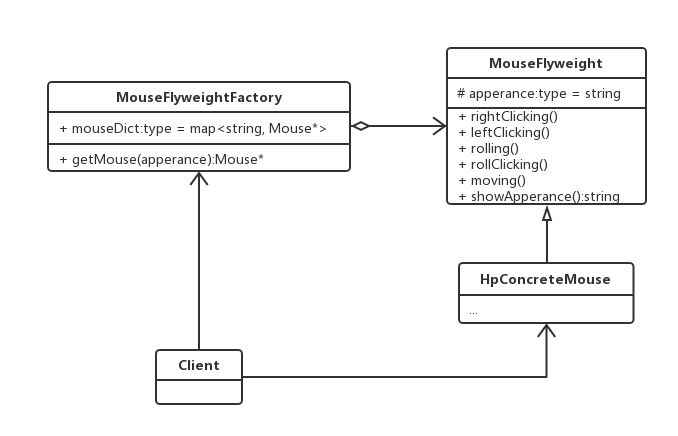 MouseFlyweightFactory
+ mouseDict:type = map<string, Mouse*>
+ getMouse(apperance):Mouse*
MouseFlyweight
# apperance:type = string
+ rightClicking()
+ leftClicking()
+ rolling()
+ rollClicking()
+ moving()
+ showApperance():string
HpConcreteMouse
...
Client